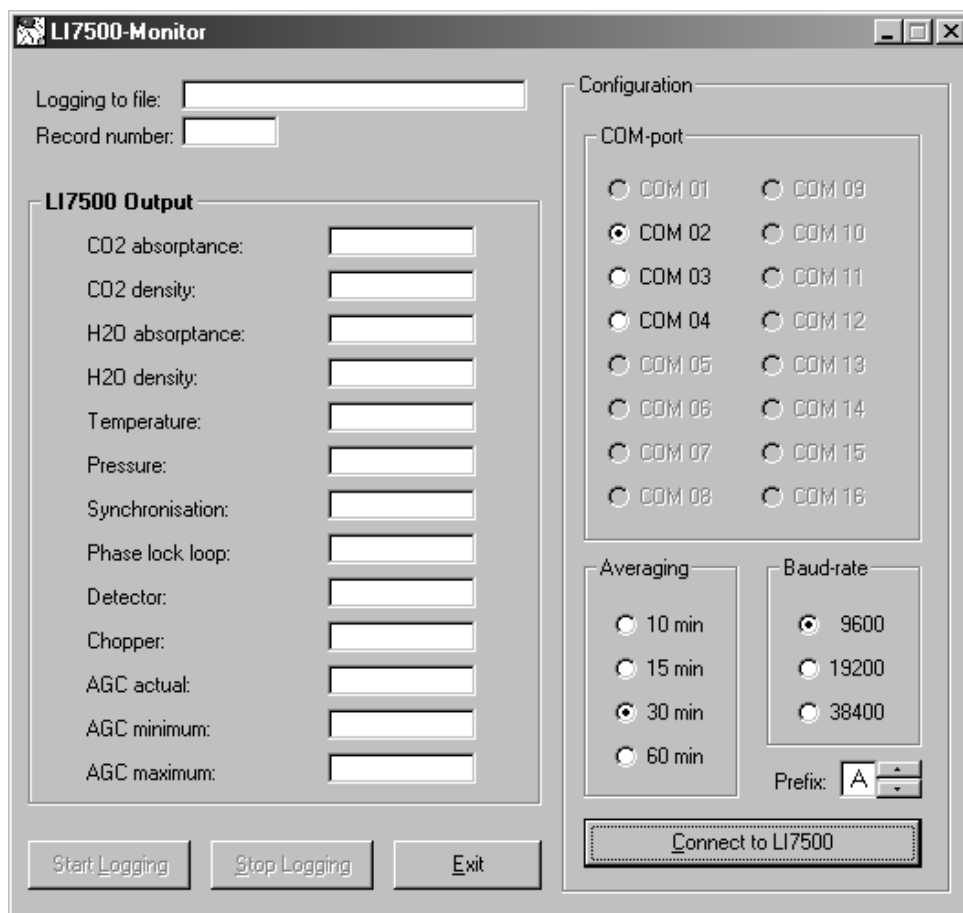 LI7500-Monitor
Logging to file:
Record number:
LI7500 Output
CO2 absorptance:
CO2 density:
H2O absorptance:
H2O density:
Temperature:
Pressure:
Synchronisation:
Phase lock loop:
Detector:
Chopper:
AGC actual:
AGC minimum:
AGC maximum:
Start Logging
Stop Logging
Exit
Configuration
COM-port
COM 01
COM 02
COM 03
COM 04
COM 05
COM 06
COM 07
COM 08
COM 09
COM 10
COM 11
COM 12
COM 13
COM 14
COM 15
COM 16
Averaging
10 min
15 min
30 min
60 min
Baud-rate
9600
19200
38400
Prefix: A
Connect to LI7500